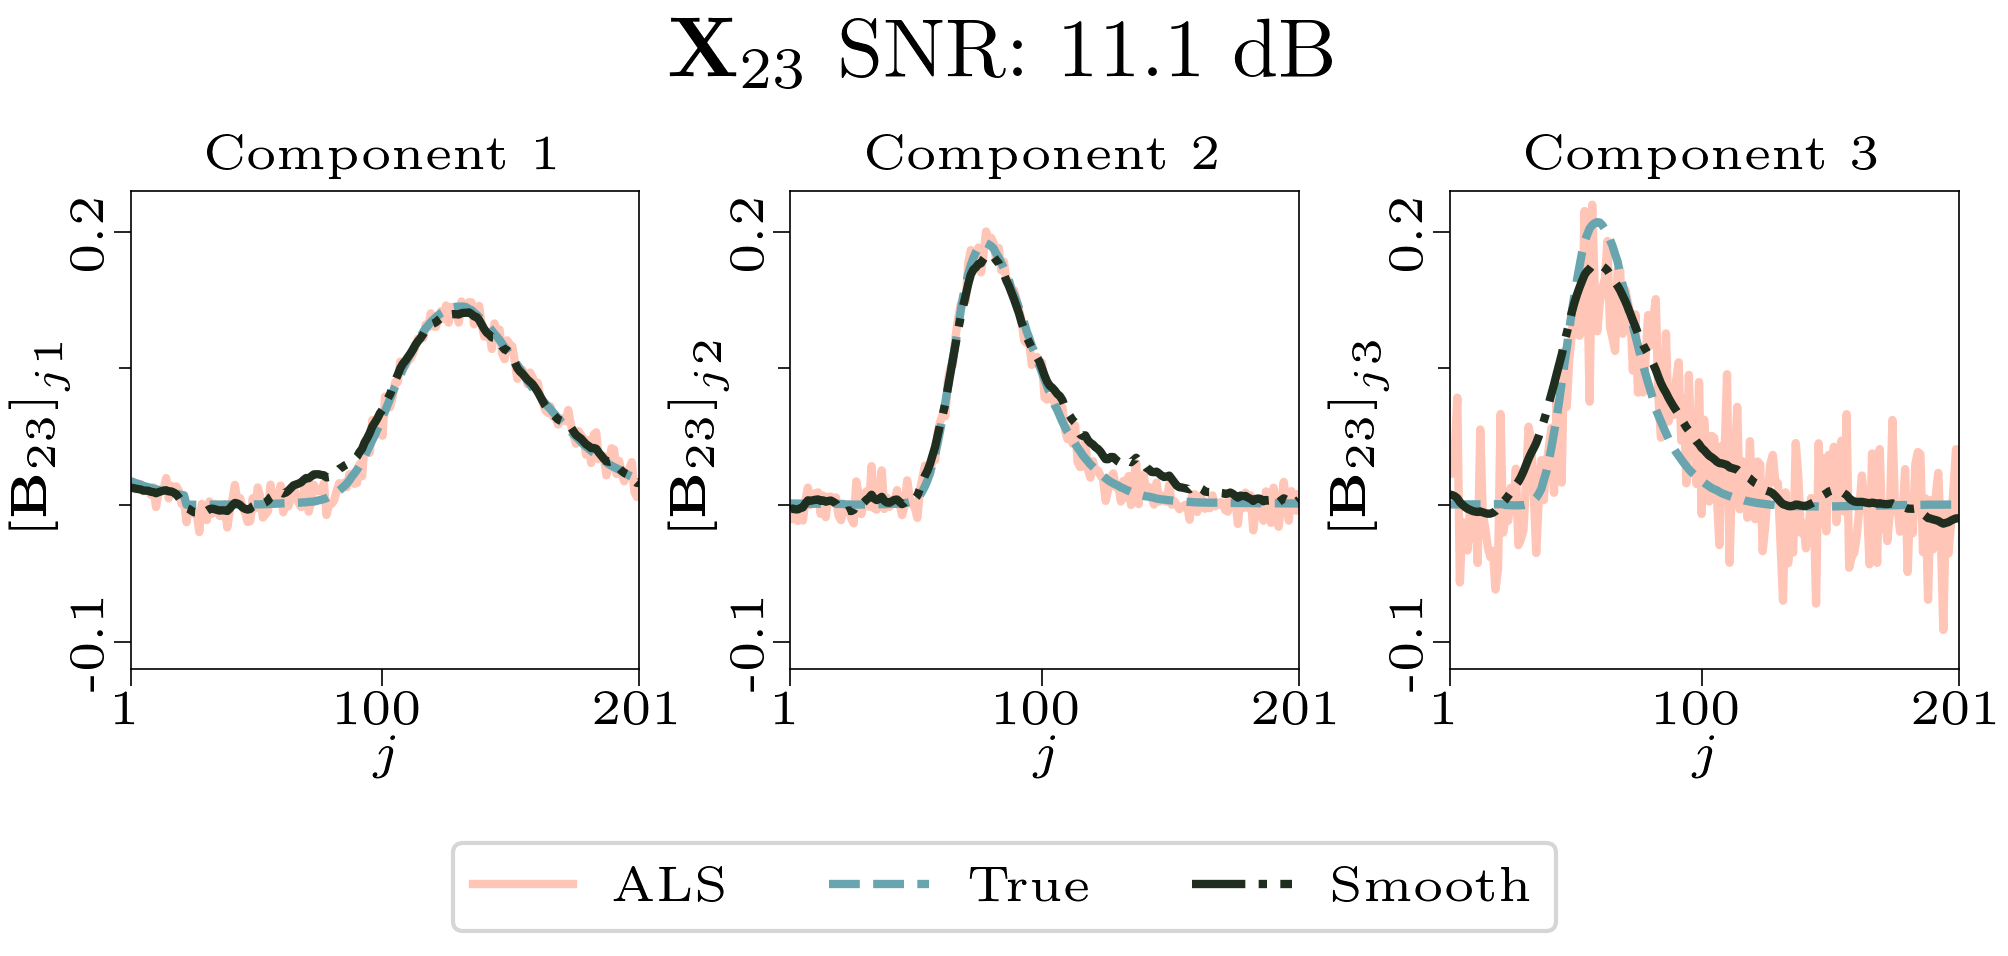 X₂₃ SNR: 11.1 dB
Component 1
Component 2
Component 3
[B₂₃]ⱼ₁
0.2
-0.1
1
100
201
j
[B₂₃]ⱼ₂
0.2
-0.1
1
100
201
j
[B₂₃]ⱼ₃
0.2
-0.1
1
100
201
j
ALS
True
Smooth